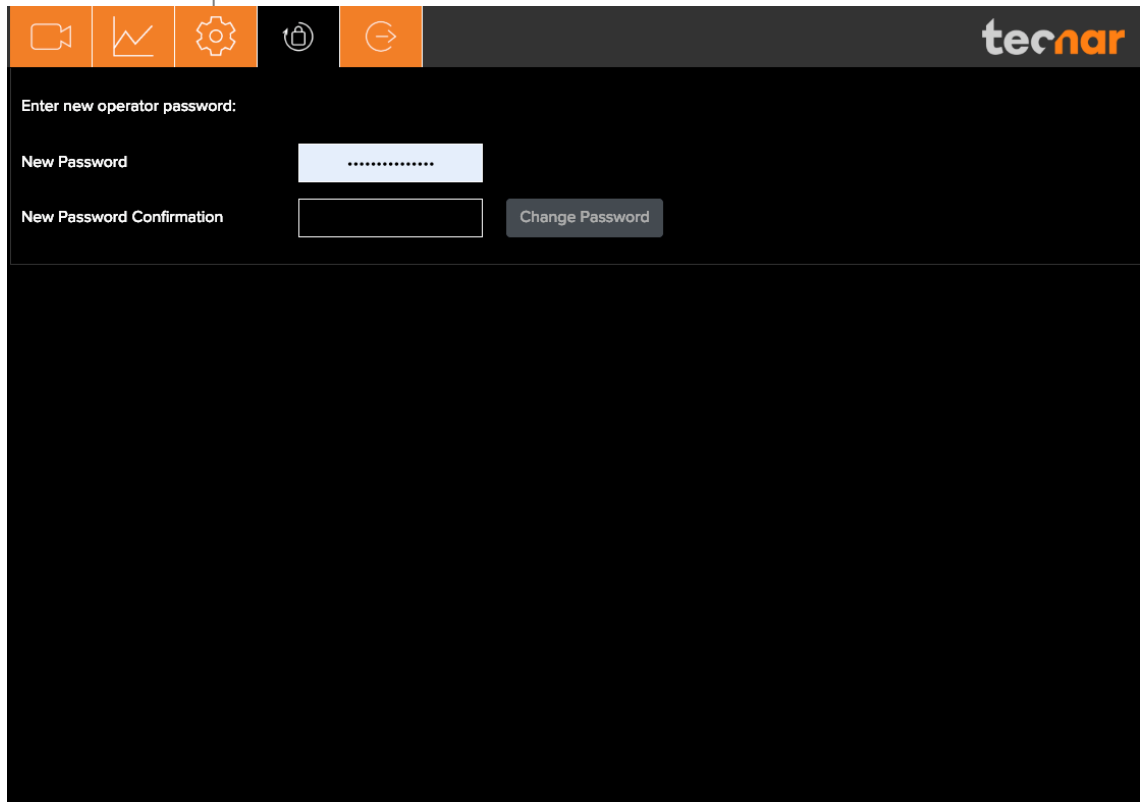 tecnar
Enter new operator password:
New Password
•••••••••••••••
New Password Confirmation
Change Password